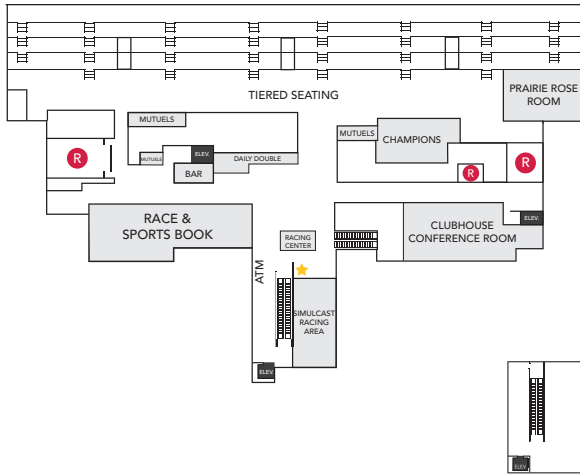 TIERED SEATING
PRAIRIE ROSE
ROOM
MUTUELS
MUTUELS
CHAMPIONS
R
MUTUELS
ELEV.
DAILY DOUBLE
BAR
R
R
RACE &
SPORTS BOOK
ELEV.
CLUBHOUSE
CONFERENCE ROOM
RACING
CENTER
ATM
SIMULCAST
RACING
AREA
ELEV.
ELEV.